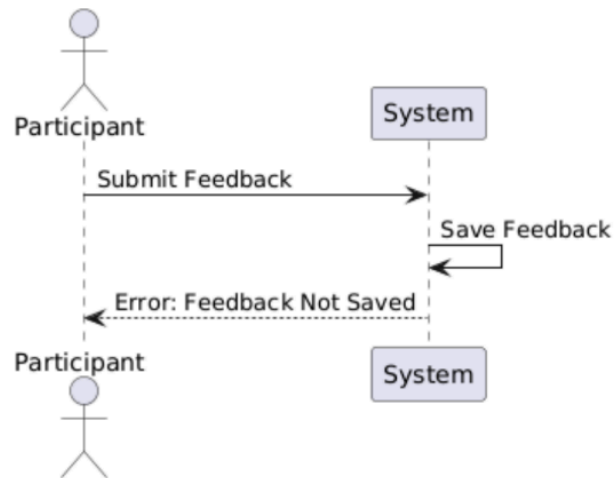 Participant
System
Submit Feedback
Save Feedback
Error: Feedback Not Saved
Participant
System